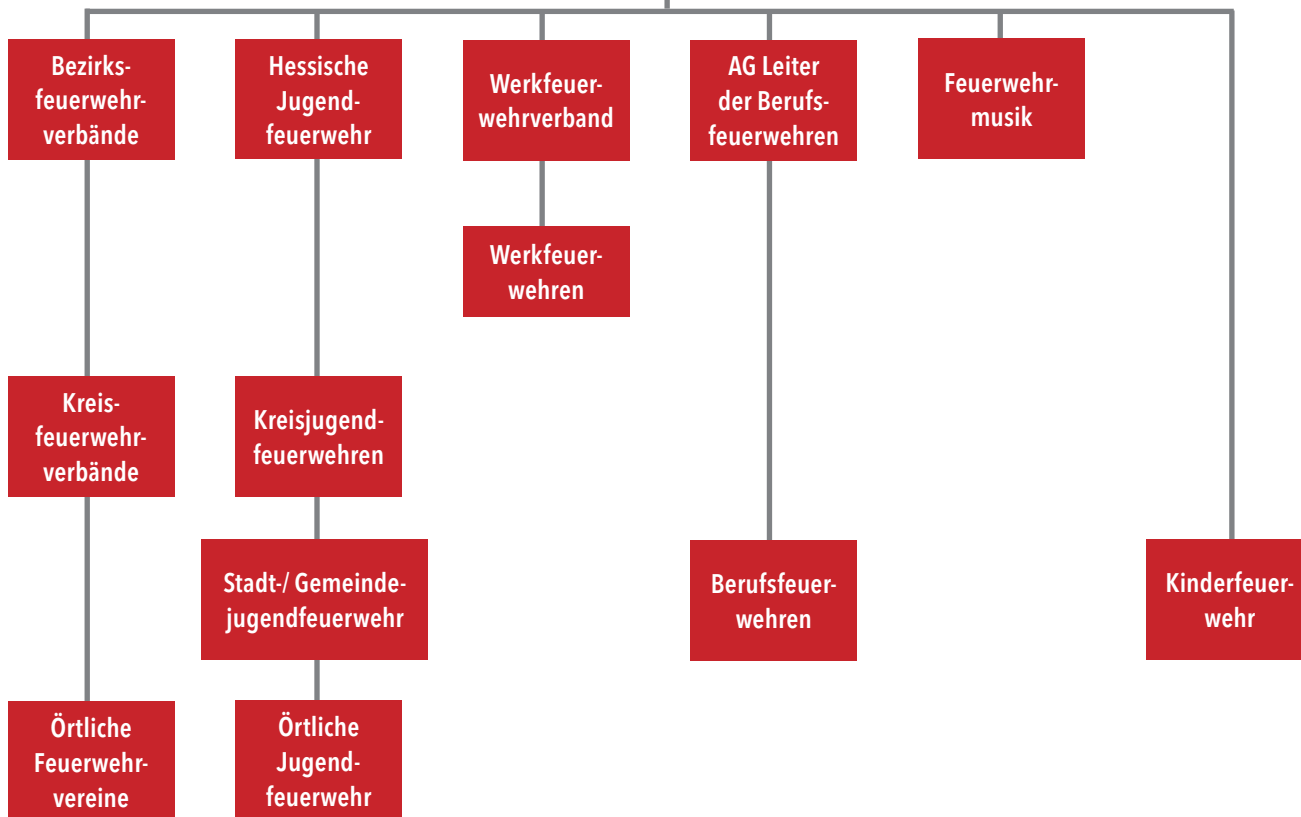 Bezirks-
feuerwehr-
verbände
Hessische
Jugend-
feuerwehr
Werkfeuer-
wehrverband
AG Leiter
der Berufs-
feuerwehren
Feuerwehr-
musik
Werkfeuer-
wehren
Kreis-
feuerwehr-
verbände
Kreisjugend-
feuerwehren
Stadt-/ Gemeinde-
jugendfeuerwehr
Berufsfeuer-
wehren
Kinderfeuer-
wehr
Örtliche
Feuerwehr-
vereine
Örtliche
Jugend-
feuerwehr